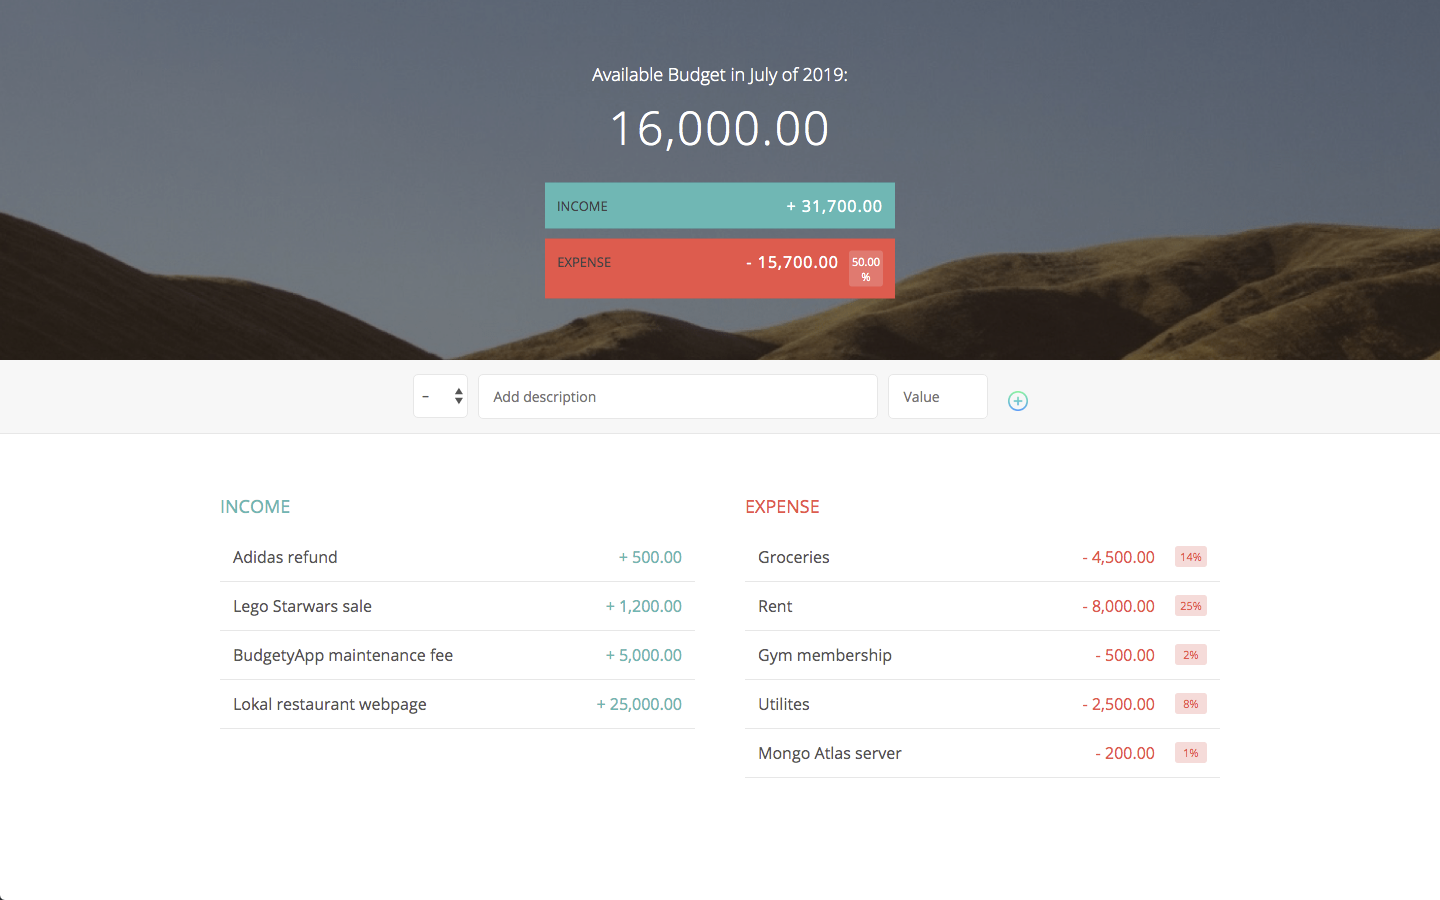 Available Budget in July of 2019:
16,000.00
INCOME + 31,700.00
EXPENSE - 15,700.00 50.00
%
– Add description Value
INCOME
Adidas refund + 500.00
Lego Starwars sale + 1,200.00
BudgetyApp maintenance fee + 5,000.00
Lokal restaurant webpage + 25,000.00
EXPENSE
Groceries - 4,500.00 14%
Rent - 8,000.00 25%
Gym membership - 500.00 2%
Utilites - 2,500.00 8%
Mongo Atlas server - 200.00 1%